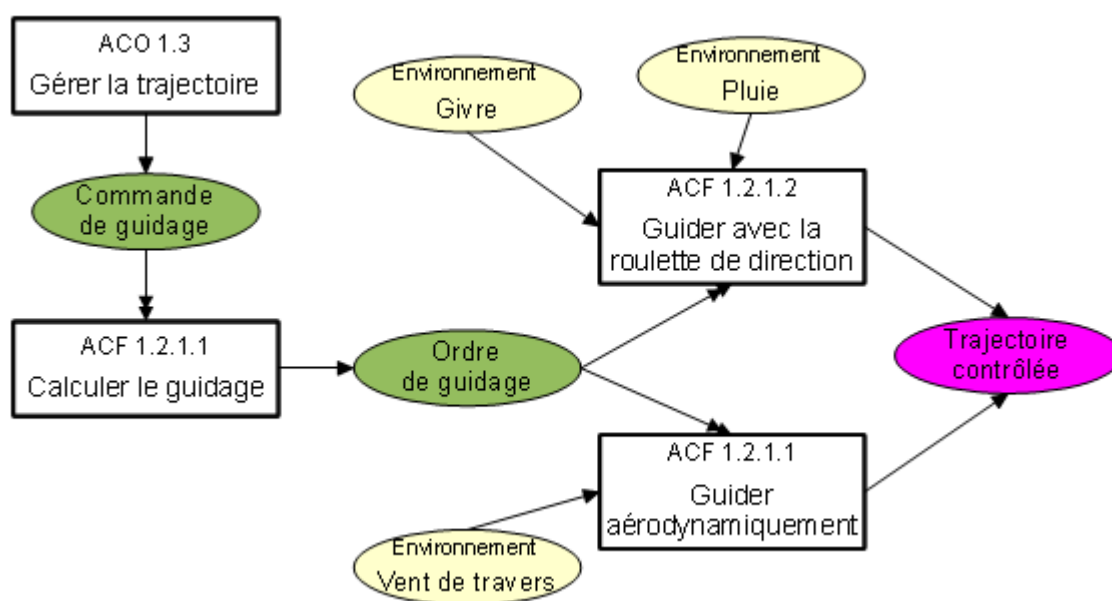 ACO 1.3
Gérer la trajectoire
Commande
de guidage
ACF 1.2.1.1
Calculer le guidage
Environnement
Givre
Environnement
Pluie
ACF 1.2.1.2
Guider avec la
roulette de direction
Ordre
de guidage
Trajectoire
contrôlée
ACF 1.2.1.1
Guider
aérodynamiquement
Environnement
Vent de travers